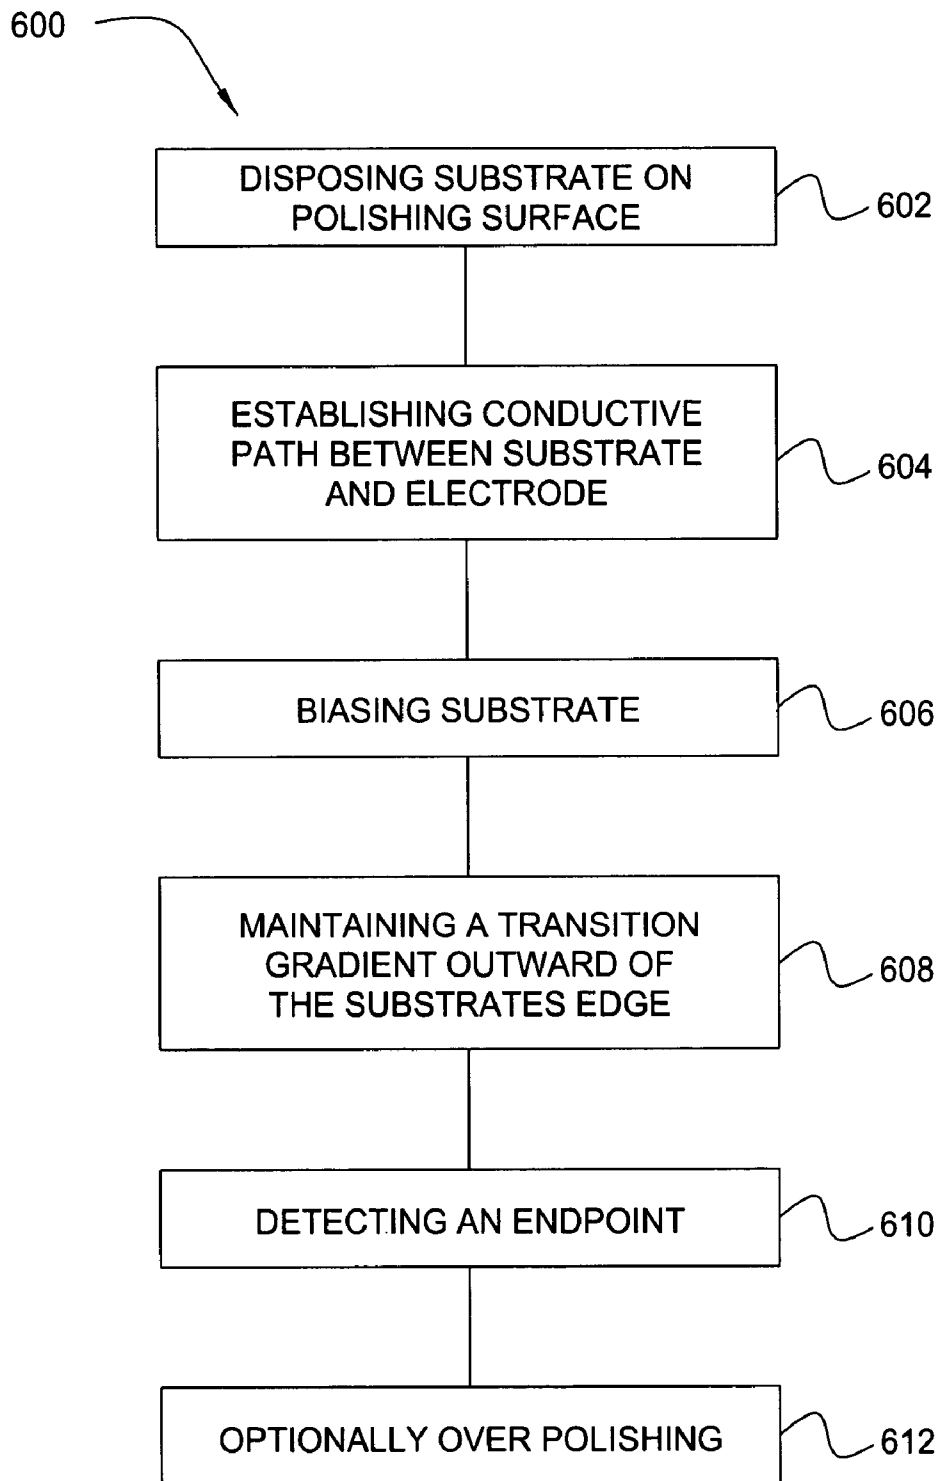 600
DISPOSING SUBSTRATE ON
POLISHING SURFACE
602
ESTABLISHING CONDUCTIVE
PATH BETWEEN SUBSTRATE
AND ELECTRODE
604
BIASING SUBSTRATE
606
MAINTAINING A TRANSITION
GRADIENT OUTWARD OF
THE SUBSTRATES EDGE
608
DETECTING AN ENDPOINT
610
OPTIONALLY OVER POLISHING
612